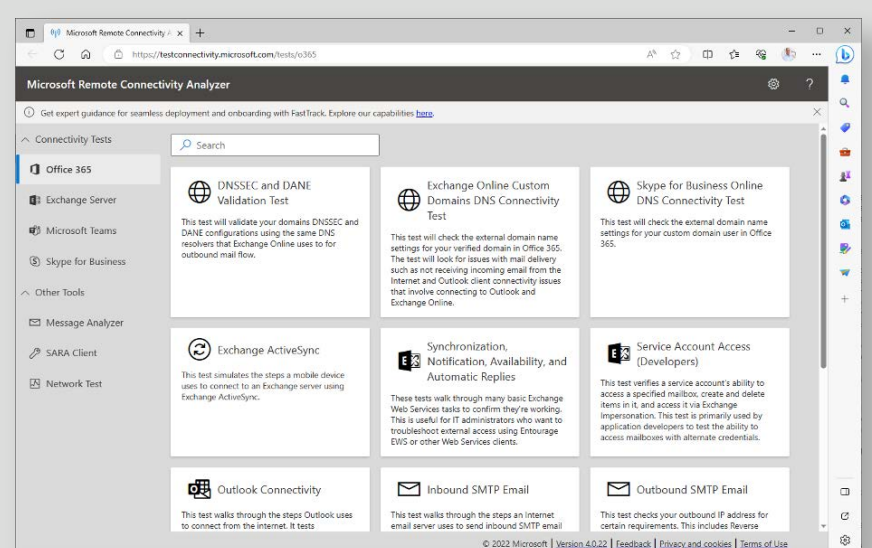 Microsoft Remote Connectivity A
https://testconnectivity.microsoft.com/tests/o365
Microsoft Remote Connectivity Analyzer
Get expert guidance for seamless deployment and onboarding with FastTrack. Explore our capabilities here.
Connectivity Tests
Office 365
Exchange Server
Microsoft Teams
Skype for Business
Other Tools
Message Analyzer
SARA Client
Network Test
Search
DNSSEC and DANE
Validation Test
This test will validate your domains DNSSEC and
DANE configurations using the same DNS
resolvers that Exchange Online uses to for
outbound mail flow.
Exchange Online Custom
Domains DNS Connectivity
Test
This test will check the external domain name
settings for your verified domain in Office 365.
The test will look for issues with mail delivery
such as not receiving incoming email from the
Internet and Outlook client connectivity issues
that involve connecting to Outlook and
Exchange Online.
Skype for Business Online
DNS Connectivity Test
This test will check the external domain name
settings for your custom domain user in Office
365.
Exchange ActiveSync
This test simulates the steps a mobile device
uses to connect to an Exchange server using
Exchange ActiveSync.
Synchronization,
Notification, Availability, and
Automatic Replies
These tests walk through many basic Exchange
Web Services tasks to confirm they're working.
This is useful for IT administrators who want to
troubleshoot external access using Entourage
EWS or other Web Services clients.
Service Account Access
(Developers)
This test verifies a service account's ability to
access a specified mailbox, create and delete
items in it, and access it via Exchange
Impersonation. This test is primarily used by
application developers to test the ability to
access mailboxes with alternate credentials.
Outlook Connectivity
This test walks through the steps Outlook uses
to connect from the internet. It tests
Inbound SMTP Email
This test walks through the steps an Internet
email server uses to send inbound SMTP email
Outbound SMTP Email
This test checks your outbound IP address for
certain requirements. This includes Reverse
© 2022 Microsoft | Version 4.0.22 | Feedback | Privacy and cookies | Terms of Use